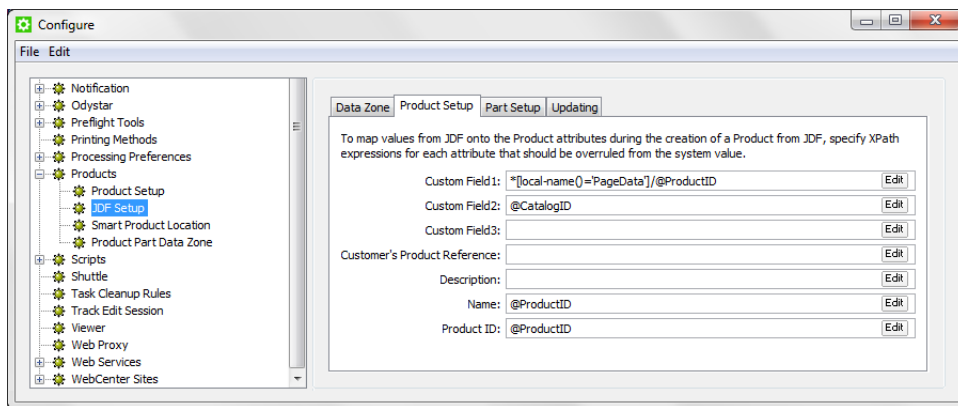 Configure
File Edit
Notification
Odystar
Preflight Tools
Printing Methods
Processing Preferences
Products
Product Setup
JDF Setup
Smart Product Location
Product Part Data Zone
Scripts
Shuttle
Task Cleanup Rules
Track Edit Session
Viewer
Web Proxy
Web Services
WebCenter Sites
Data Zone Product Setup Part Setup Updating
To map values from JDF onto the Product attributes during the creation of a Product from JDF, specify XPath
expressions for each attribute that should be overruled from the system value.
Custom Field1: *[local-name()='PageData']/@ProductID Edit
Custom Field2: @CatalogID Edit
Custom Field3: Edit
Customer's Product Reference: Edit
Description: Edit
Name: @ProductID Edit
Product ID: @ProductID Edit